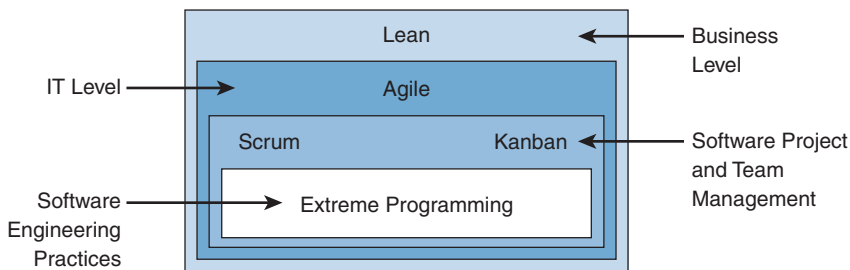 Lean
Business
Level
IT Level
Agile
Scrum
Kanban
Software Project
and Team
Management
Extreme Programming
Software
Engineering
Practices